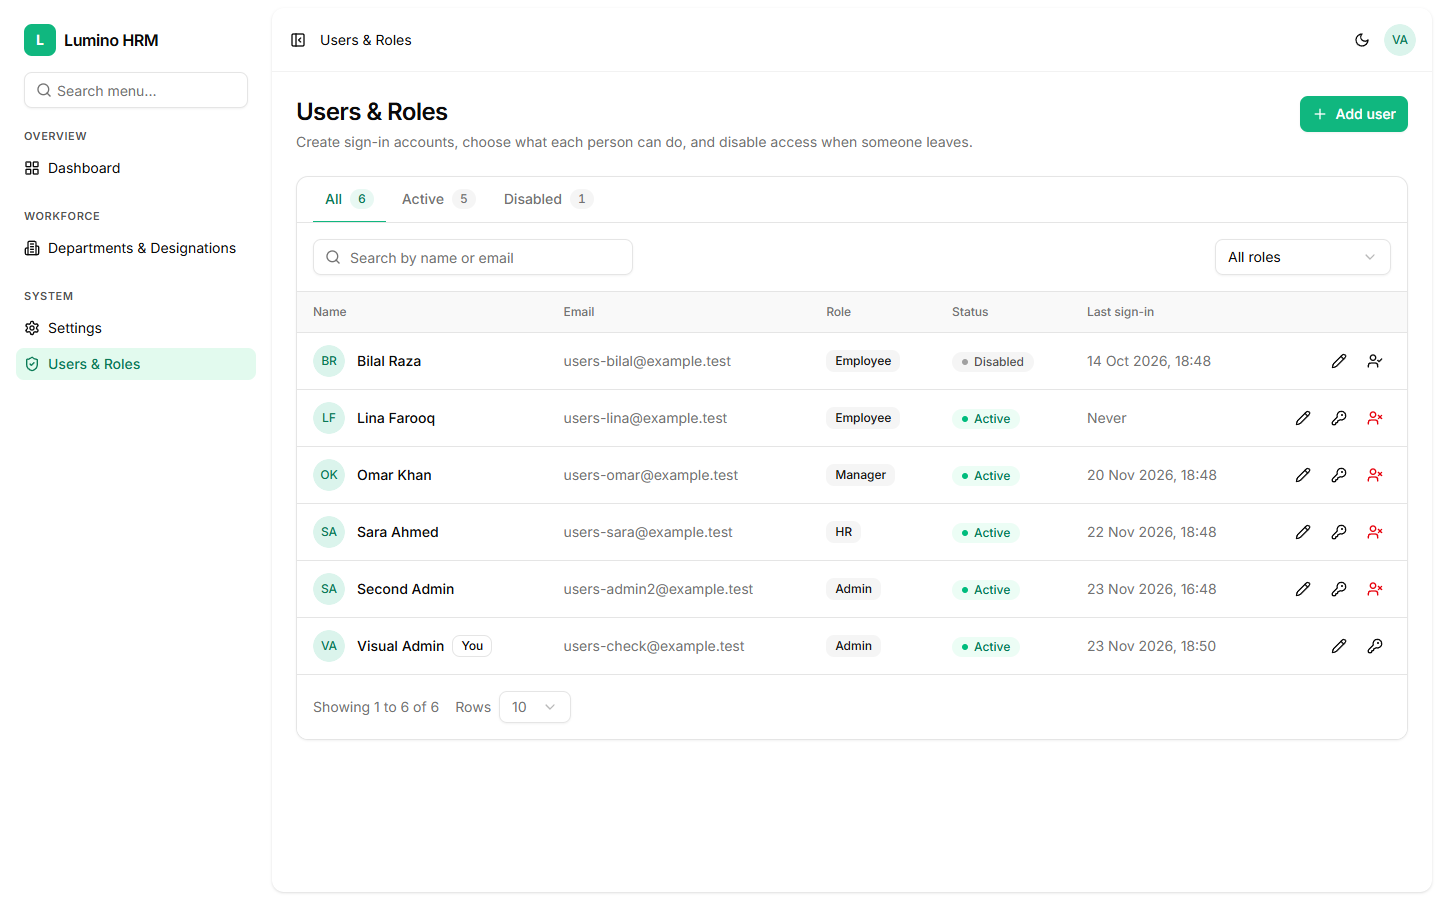 L Lumino HRM
Search menu...
OVERVIEW
Dashboard
WORKFORCE
Departments & Designations
SYSTEM
Settings
Users & Roles
Users & Roles
VA
Users & Roles
Create sign-in accounts, choose what each person can do, and disable access when someone leaves.
Add user
All 6 Active 5 Disabled 1
Search by name or email
All roles
Name Email Role Status Last sign-in
BR Bilal Raza users-bilal@example.test Employee Disabled 14 Oct 2026, 18:48
LF Lina Farooq users-lina@example.test Employee Active Never
OK Omar Khan users-omar@example.test Manager Active 20 Nov 2026, 18:48
SA Sara Ahmed users-sara@example.test HR Active 22 Nov 2026, 18:48
SA Second Admin users-admin2@example.test Admin Active 23 Nov 2026, 16:48
VA Visual Admin You users-check@example.test Admin Active 23 Nov 2026, 18:50
Showing 1 to 6 of 6 Rows 10